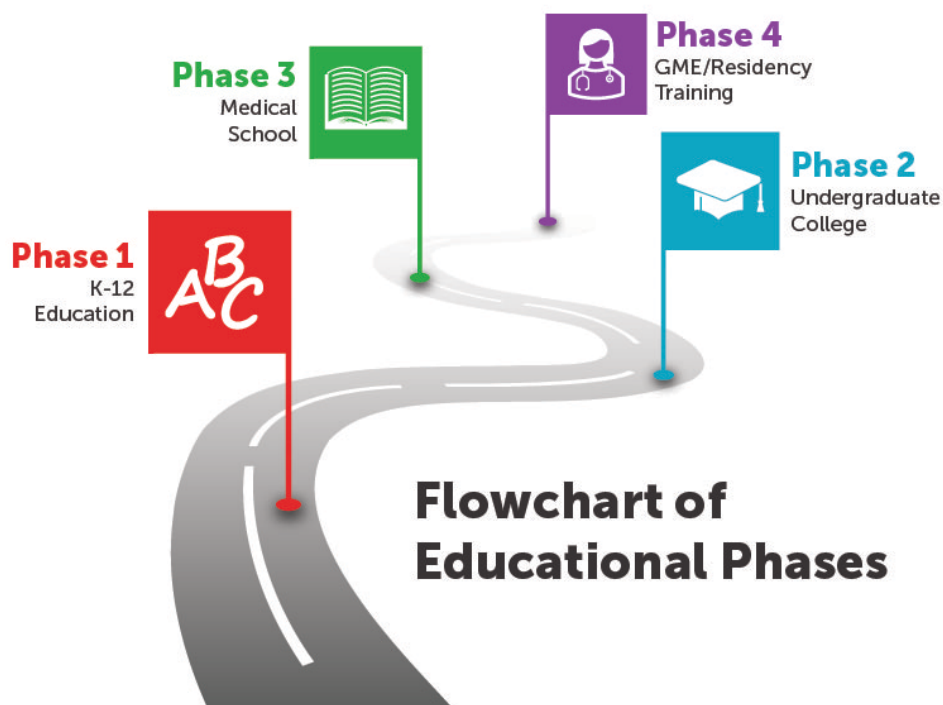 Phase 4
GME/Residency
Training
Phase 3
Medical
School
Phase 2
Undergraduate
College
Phase 1
K-12
Education
ABC
Flowchart of
Educational Phases